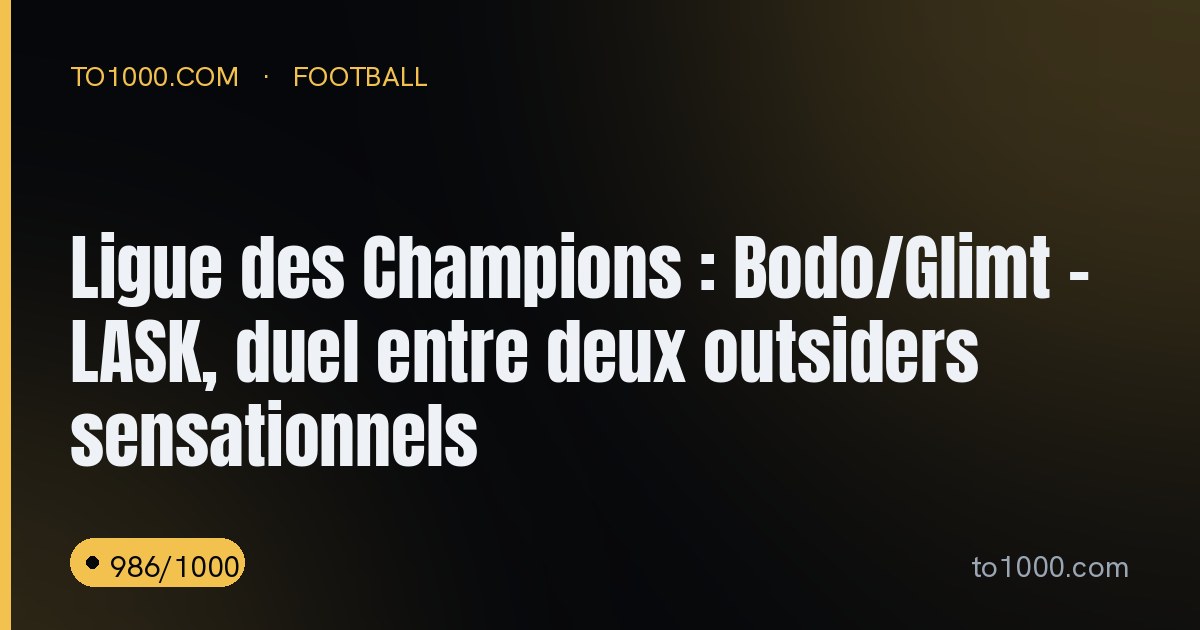 TO1000.COM · FOOTBALL
Ligue des Champions : Bodo/Glimt -
LASK, duel entre deux outsiders
sensationnels
986/1000
to1000.com